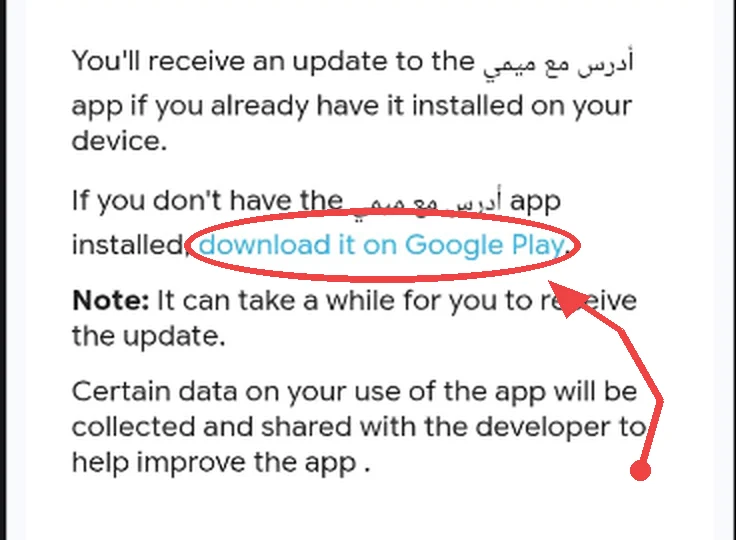 You'll receive an update to the أدرس مع ميمي
app if you already have it installed on your
device.
If you don't have the أدرس مع ميمي app
installed, download it on Google Play.
Note: It can take a while for you to receive
the update.
Certain data on your use of the app will be
collected and shared with the developer to
help improve the app .